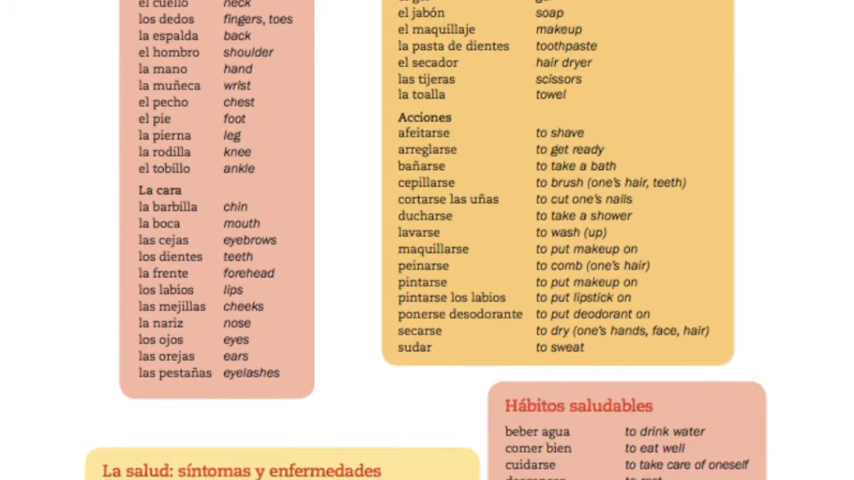 el cuello neck
los dedos fingers, toes
la espalda back
el hombro shoulder
la mano hand
la muñeca wrist
el pecho chest
el pie foot
la pierna leg
la rodilla knee
el tobillo ankle
La cara
la barbilla chin
la boca mouth
las cejas eyebrows
los dientes teeth
la frente forehead
los labios lips
las mejillas cheeks
la nariz nose
los ojos eyes
las orejas ears
las pestañas eyelashes
el jabón soap
el maquillaje makeup
la pasta de dientes toothpaste
el secador hair dryer
las tijeras scissors
la toalla towel
Acciones
afeitarse to shave
arreglarse to get ready
bañarse to take a bath
cepillarse to brush (one's hair, teeth)
cortarse las uñas to cut one's nails
ducharse to take a shower
lavarse to wash (up)
maquillarse to put makeup on
peinarse to comb (one's hair)
pintarse to put makeup on
pintarse los labios to put lipstick on
ponerse desodorante to put deodorant on
secarse to dry (one's hands, face, hair)
sudar to sweat
Hábitos saludables
beber agua to drink water
comer bien to eat well
cuidarse to take care of oneself
La salud: síntomas y enfermedades